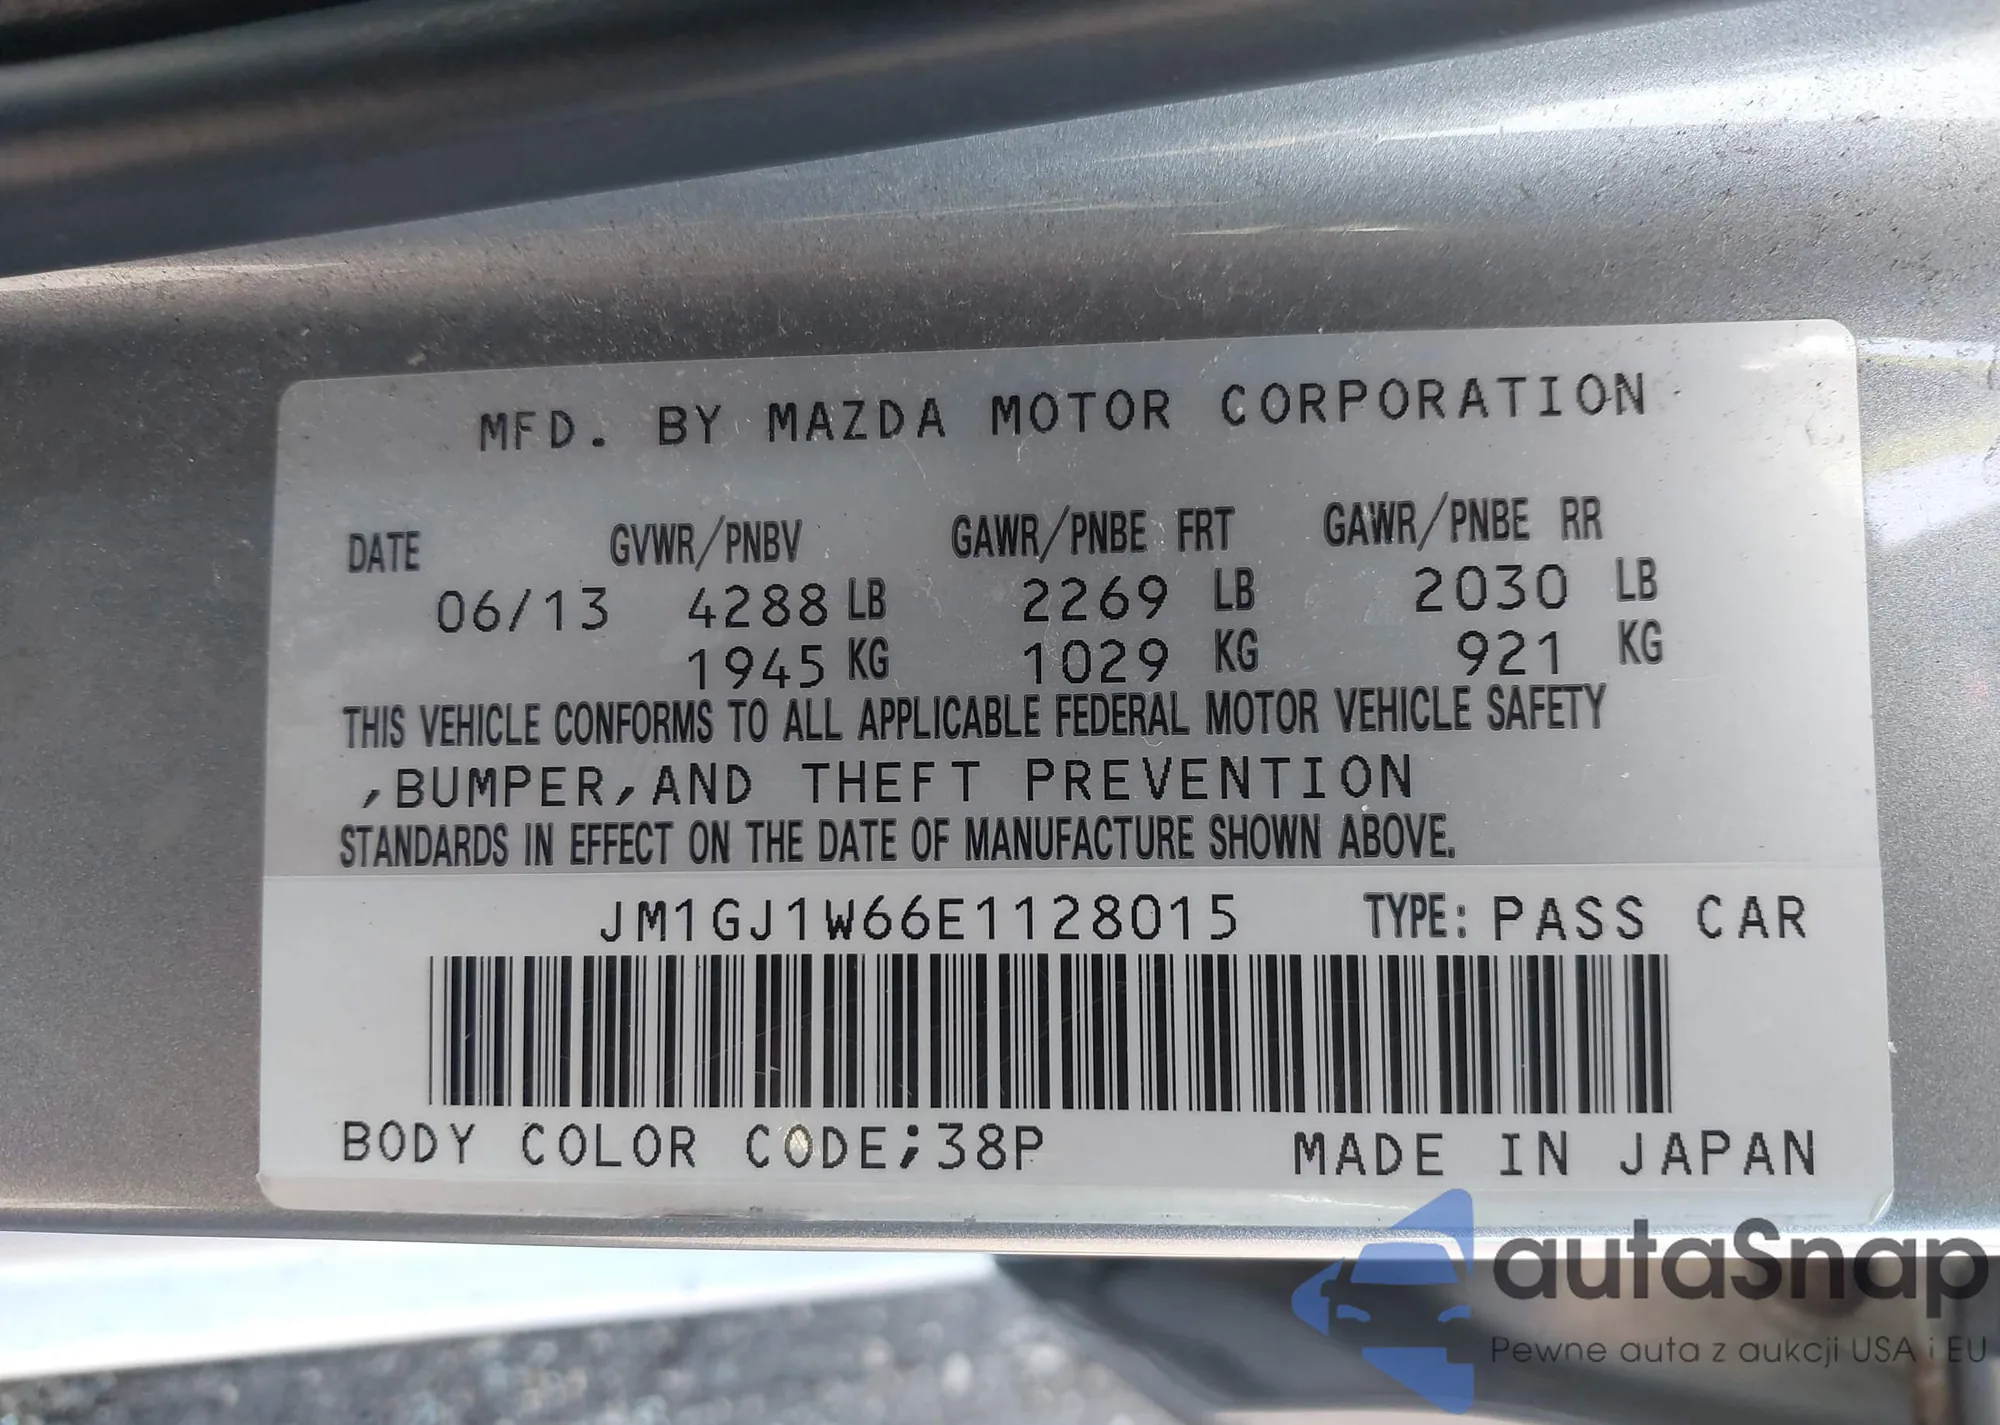 MFD. BY MAZDA MOTOR CORPORATION
DATE GVWR/PNBV GAWR/PNBE FRT GAWR/PNBE RR
06/13 4288 LB 2269 LB 2030 LB
1945 KG 1029 KG 921 KG
THIS VEHICLE CONFORMS TO ALL APPLICABLE FEDERAL MOTOR VEHICLE SAFETY
,BUMPER,AND THEFT PREVENTION
STANDARDS IN EFFECT ON THE DATE OF MANUFACTURE SHOWN ABOVE.
JM1GJ1W66E1128015 TYPE: PASS CAR
BODY COLOR CODE;38P MADE IN JAPAN
autaSnap
Pewne auta z aukcji USA i EU